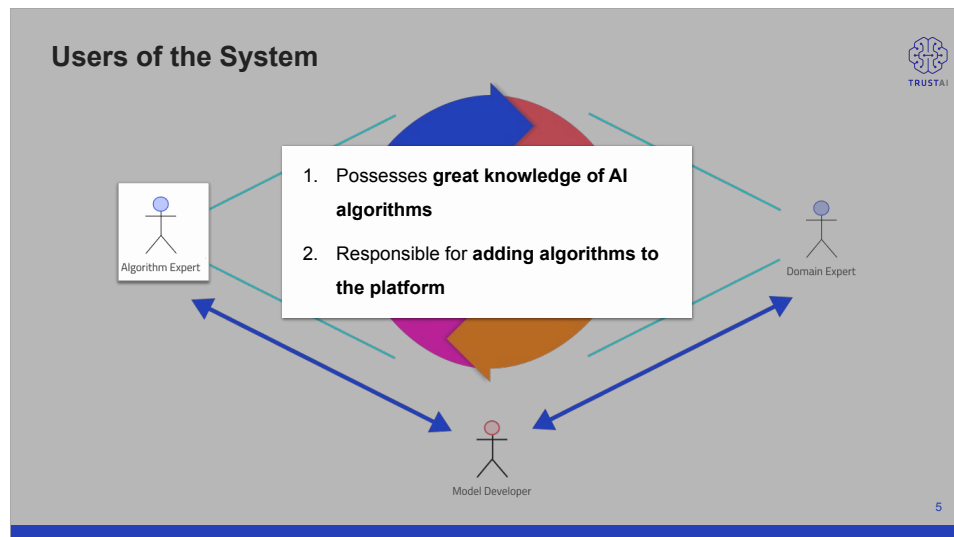 Users of the System
TRUSTAI
1. Possesses great knowledge of AI
algorithms
2. Responsible for adding algorithms to
the platform
Algorithm Expert
Domain Expert
Model Developer
5